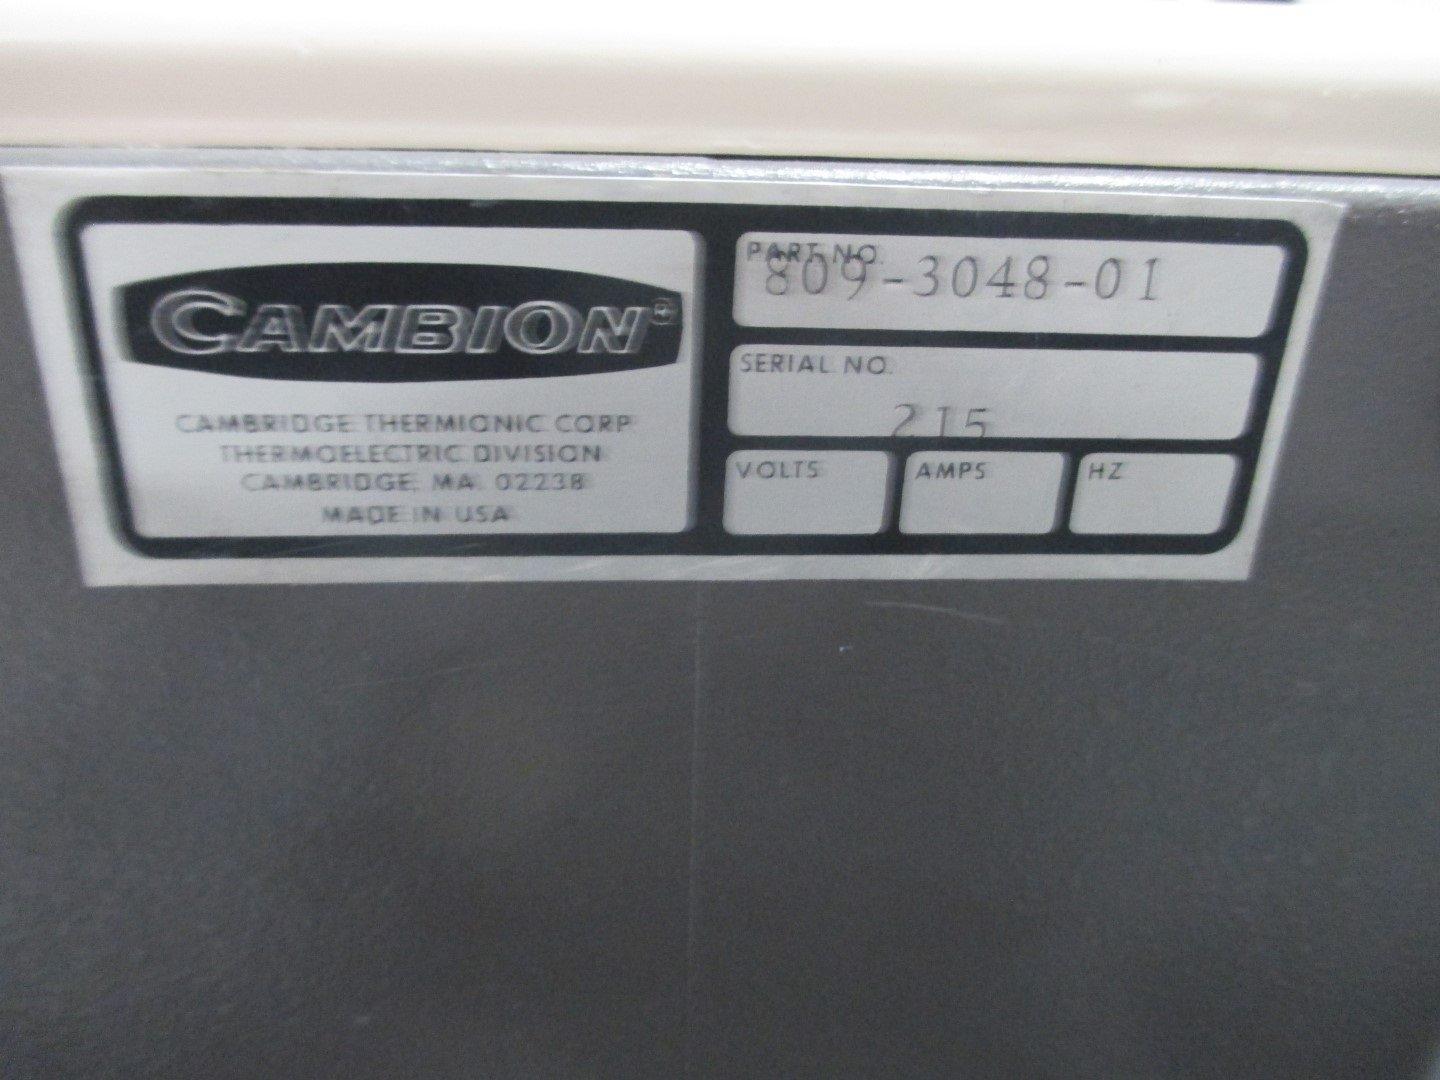 CAMBION®
CAMBRIDGE THERMIONIC CORP
THERMOELECTRIC DIVISION
CAMBRIDGE, MA. 02238
MADE IN USA
PART NO.
809-3048-01
SERIAL NO.
215
VOLTS
AMPS
HZ